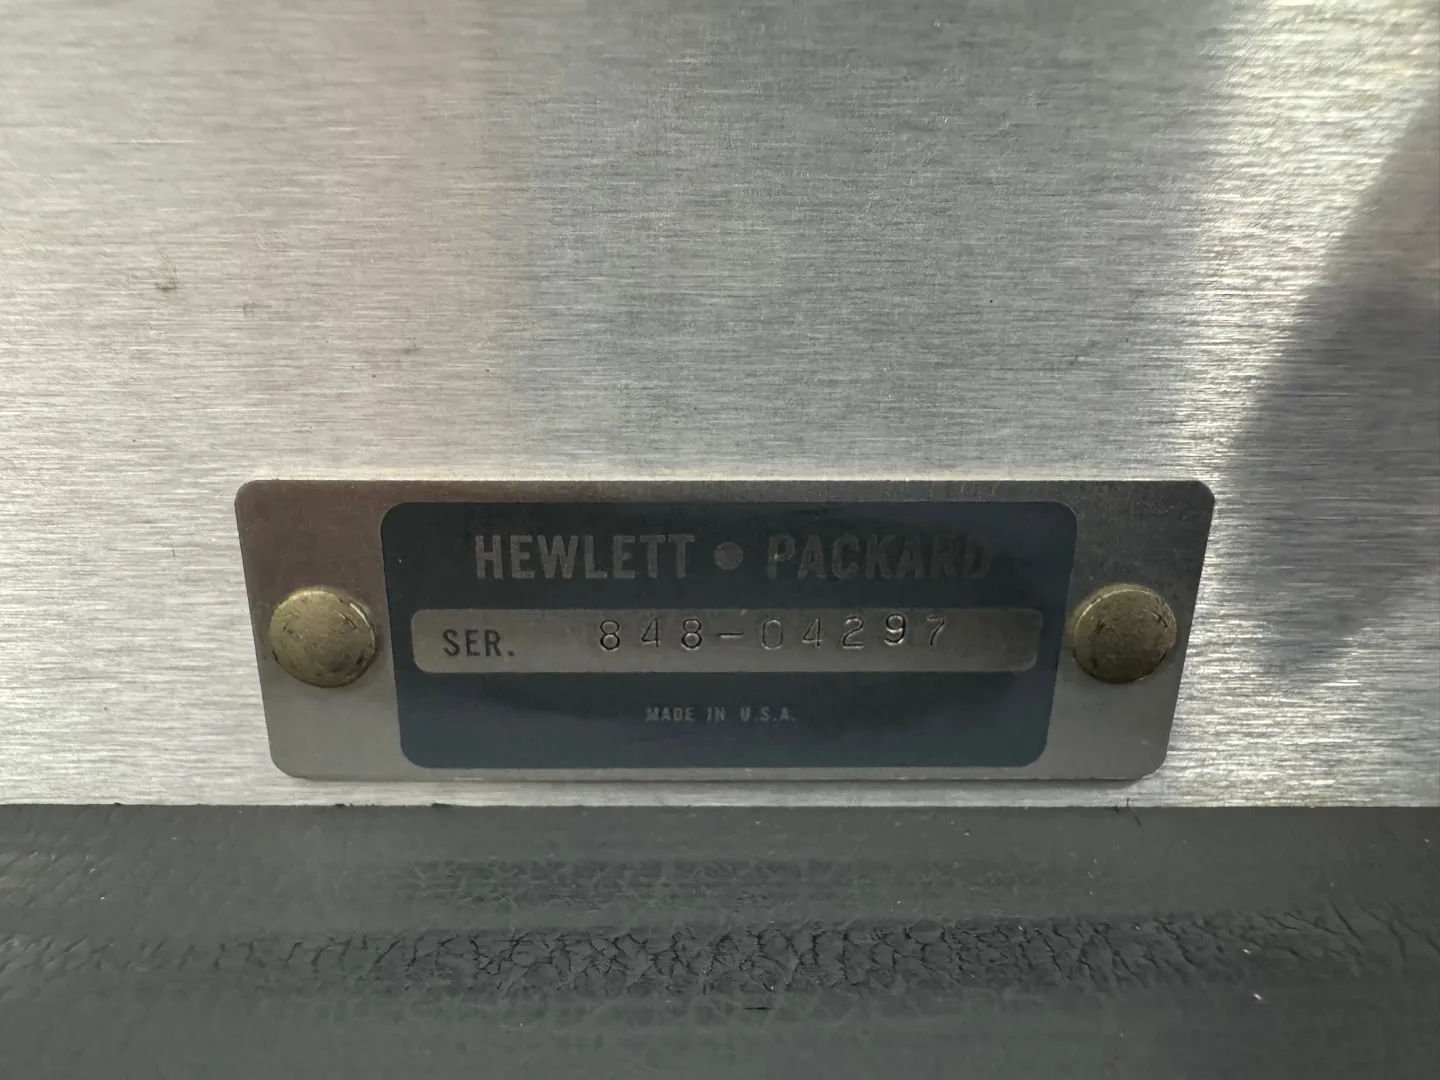 HEWLETT • PACKARD
SER. 848-04297
MADE IN U.S.A.